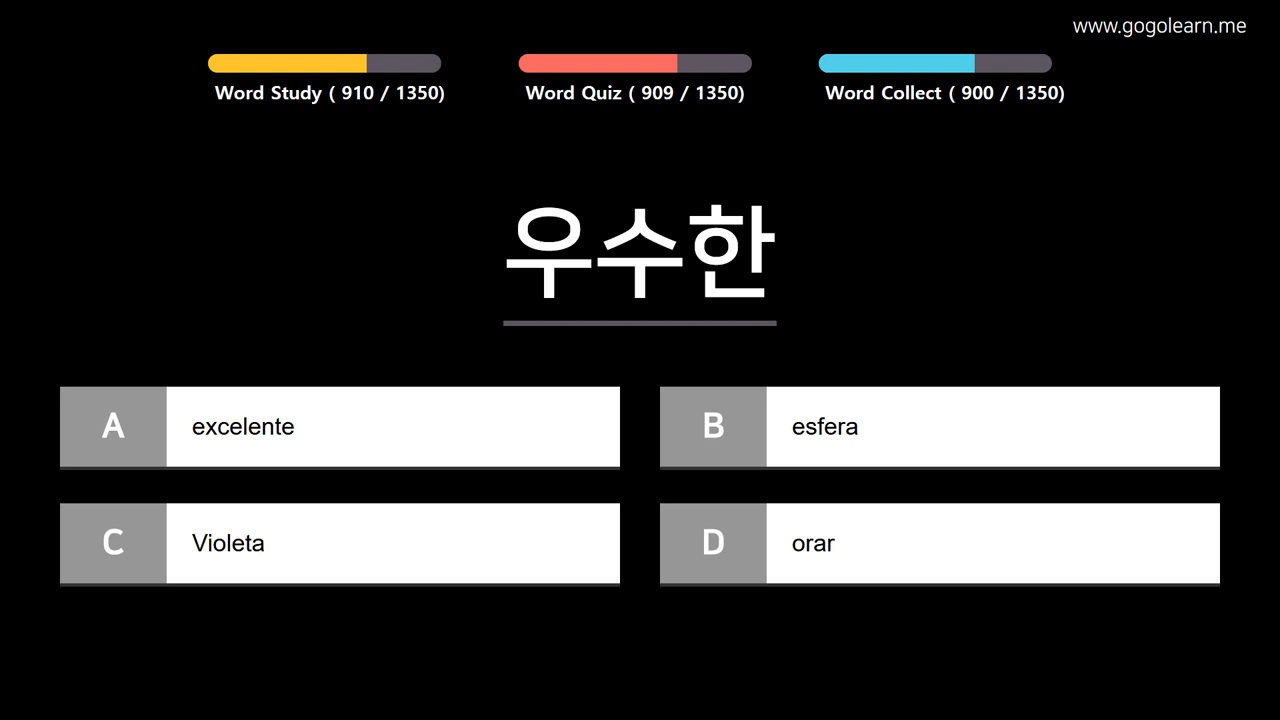 www.gogolearn.me
Word Study ( 910 / 1350)
Word Quiz ( 909 / 1350)
Word Collect ( 900 / 1350)
우수한
A excelente
B esfera
C Violeta
D orar